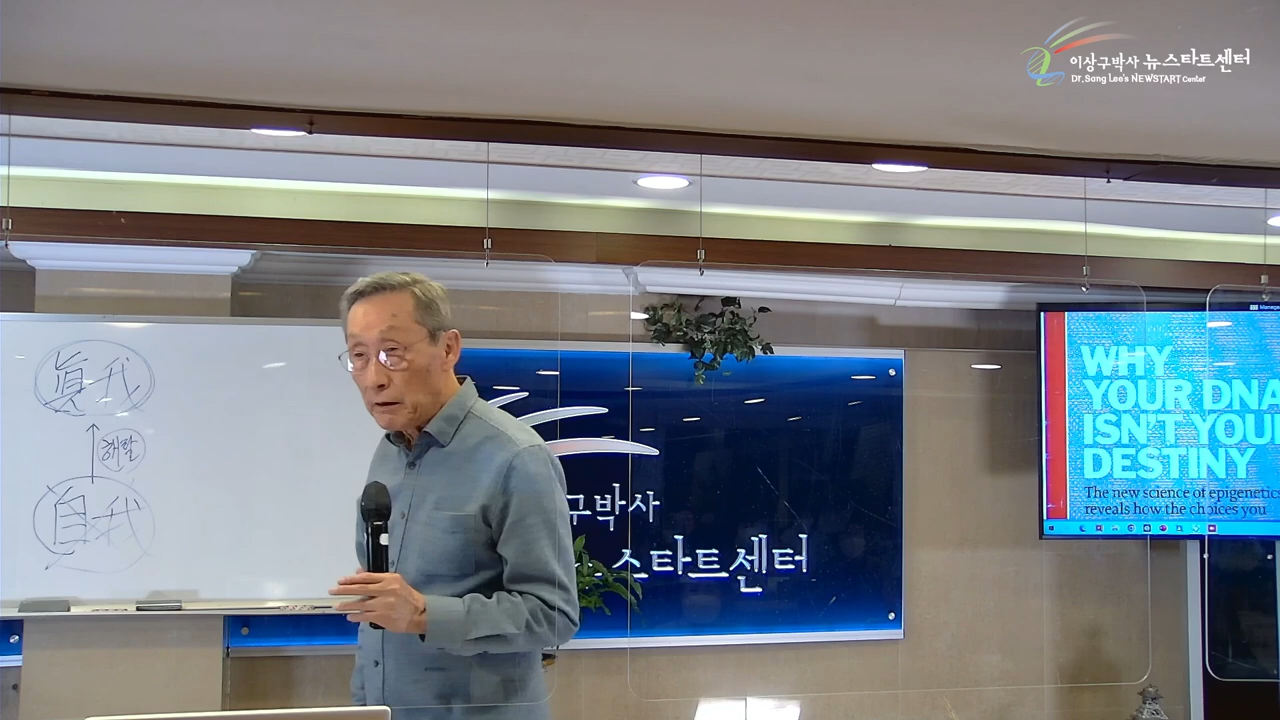 이상구박사 뉴스타트센터
Dr. Sang Lee's NEWSTART Center
眞我
해탈
自我
구박사
스타트센터
WHY
YOUR DNA
ISN'T YOUR
DESTINY
The new science of epigenetics
reveals how the choices you